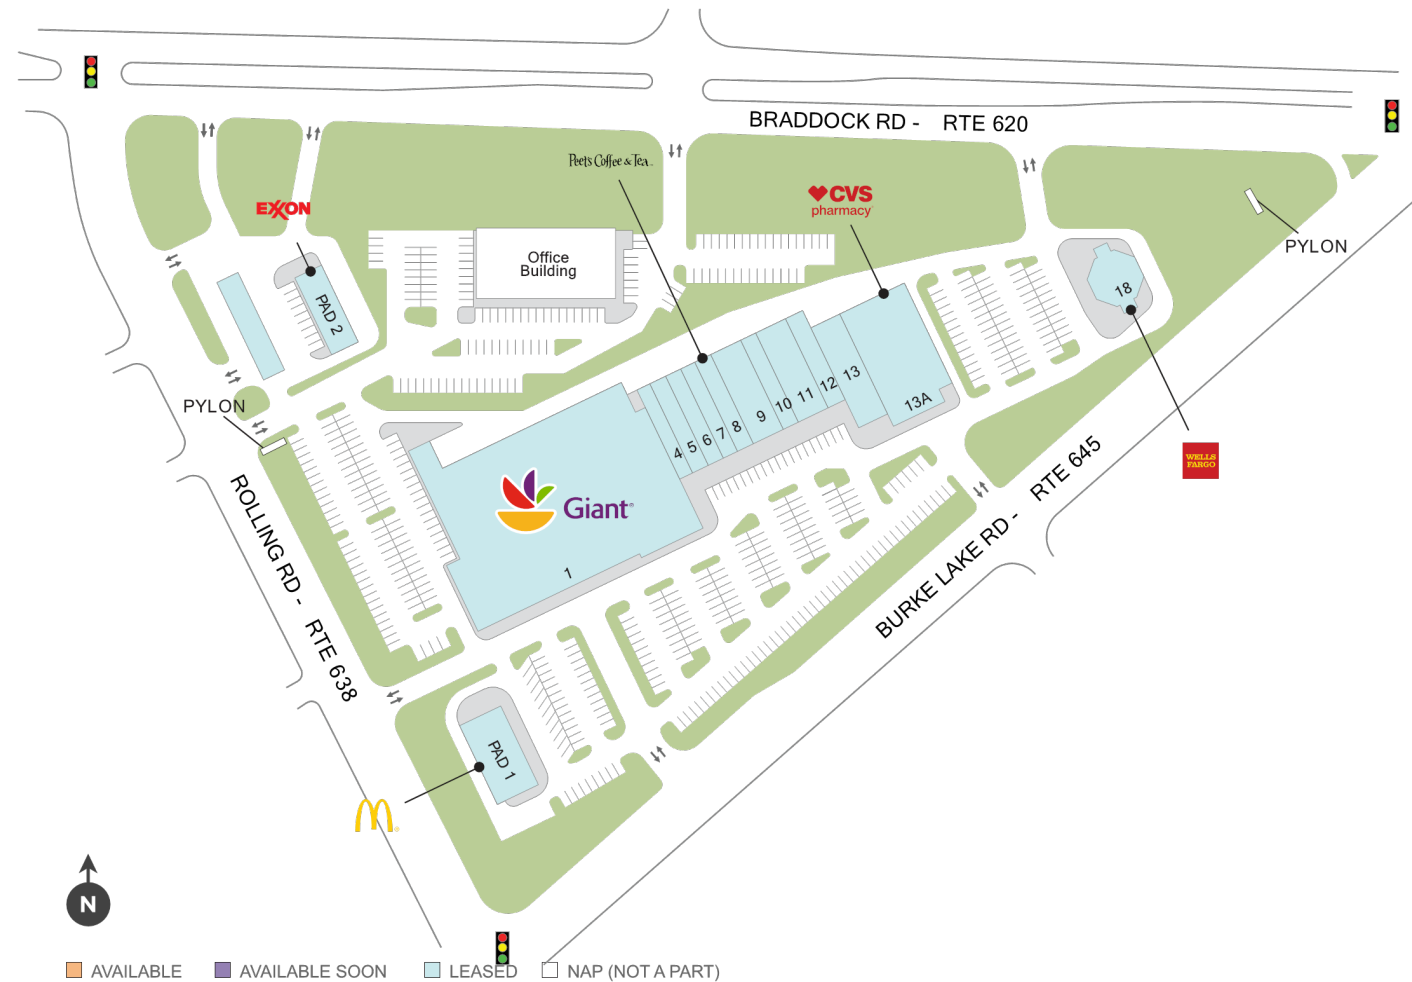 BRADDOCK RD - RTE 620
Peet's Coffee & Tea
CVS
pharmacy
EXXON
PYLON
Office
Building
18
PAD 2
13
12
13A
11
10
9
8
7
6
5
4
PYLON
WELLS
FARGO
ROLLING RD - RTE 638
Giant
1
BURKE LAKE RD - RTE 645
PAD 1
N
AVAILABLE
AVAILABLE SOON
LEASED
NAP (NOT A PART)